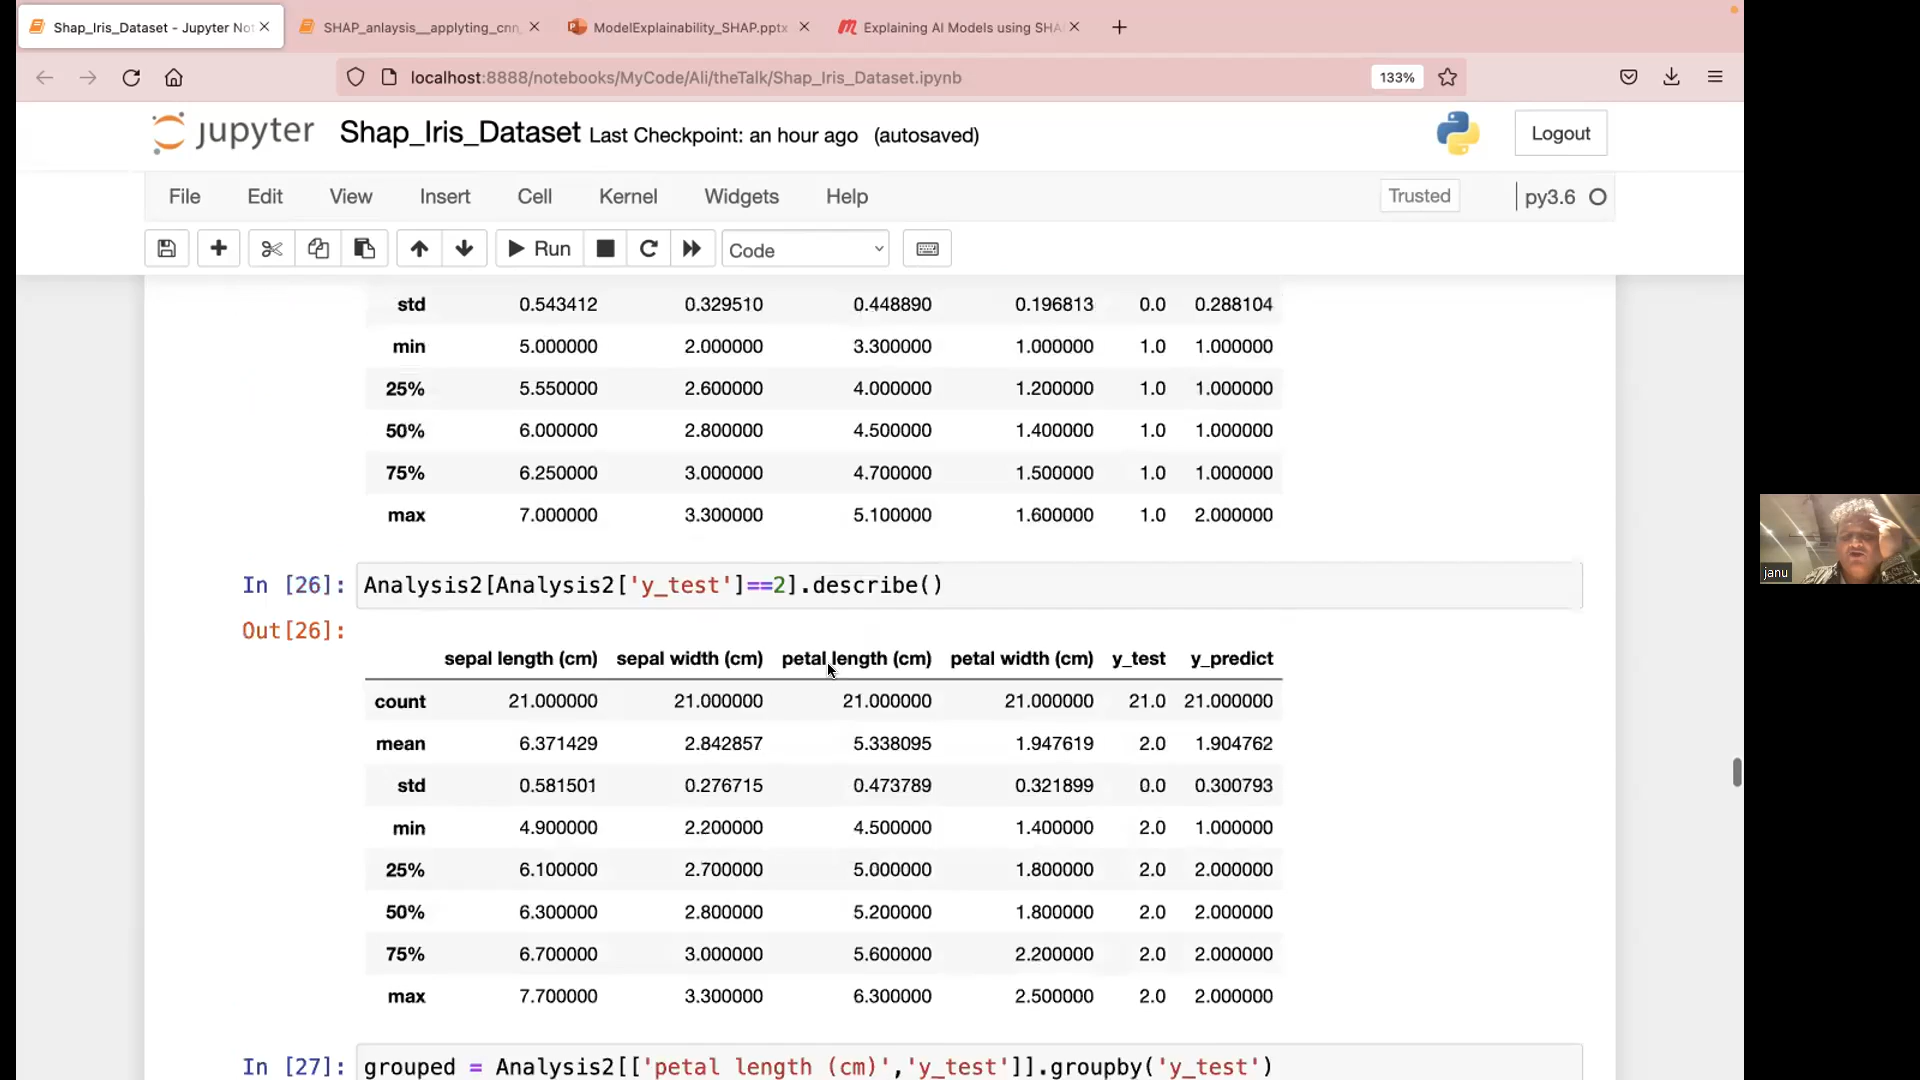 Shap_Iris_Dataset - Jupyter Not
SHAP_anlaysis__applyting_cnn_
ModelExplainability_SHAP.pptx
Explaining AI Models using SHA
localhost:8888/notebooks/MyCode/Ali/theTalk/Shap_Iris_Dataset.ipynb 133%
jupyter Shap_Iris_Dataset Last Checkpoint: an hour ago (autosaved) Logout
File Edit View Insert Cell Kernel Widgets Help Trusted py3.6
Run Code
std 0.543412 0.329510 0.448890 0.196813 0.0 0.288104
min 5.000000 2.000000 3.300000 1.000000 1.0 1.000000
25% 5.550000 2.600000 4.000000 1.200000 1.0 1.000000
50% 6.000000 2.800000 4.500000 1.400000 1.0 1.000000
75% 6.250000 3.000000 4.700000 1.500000 1.0 1.000000
max 7.000000 3.300000 5.100000 1.600000 1.0 2.000000
In [26]: Analysis2[Analysis2['y_test']==2].describe()
Out[26]:
sepal length (cm) sepal width (cm) petal length (cm) petal width (cm) y_test y_predict
count 21.000000 21.000000 21.000000 21.000000 21.0 21.000000
mean 6.371429 2.842857 5.338095 1.947619 2.0 1.904762
std 0.581501 0.276715 0.473789 0.321899 0.0 0.300793
min 4.900000 2.200000 4.500000 1.400000 2.0 1.000000
25% 6.100000 2.700000 5.000000 1.800000 2.0 2.000000
50% 6.300000 2.800000 5.200000 1.800000 2.0 2.000000
75% 6.700000 3.000000 5.600000 2.200000 2.0 2.000000
max 7.700000 3.300000 6.300000 2.500000 2.0 2.000000
In [27]: grouped = Analysis2[['petal length (cm)','y_test']].groupby('y_test')
janu